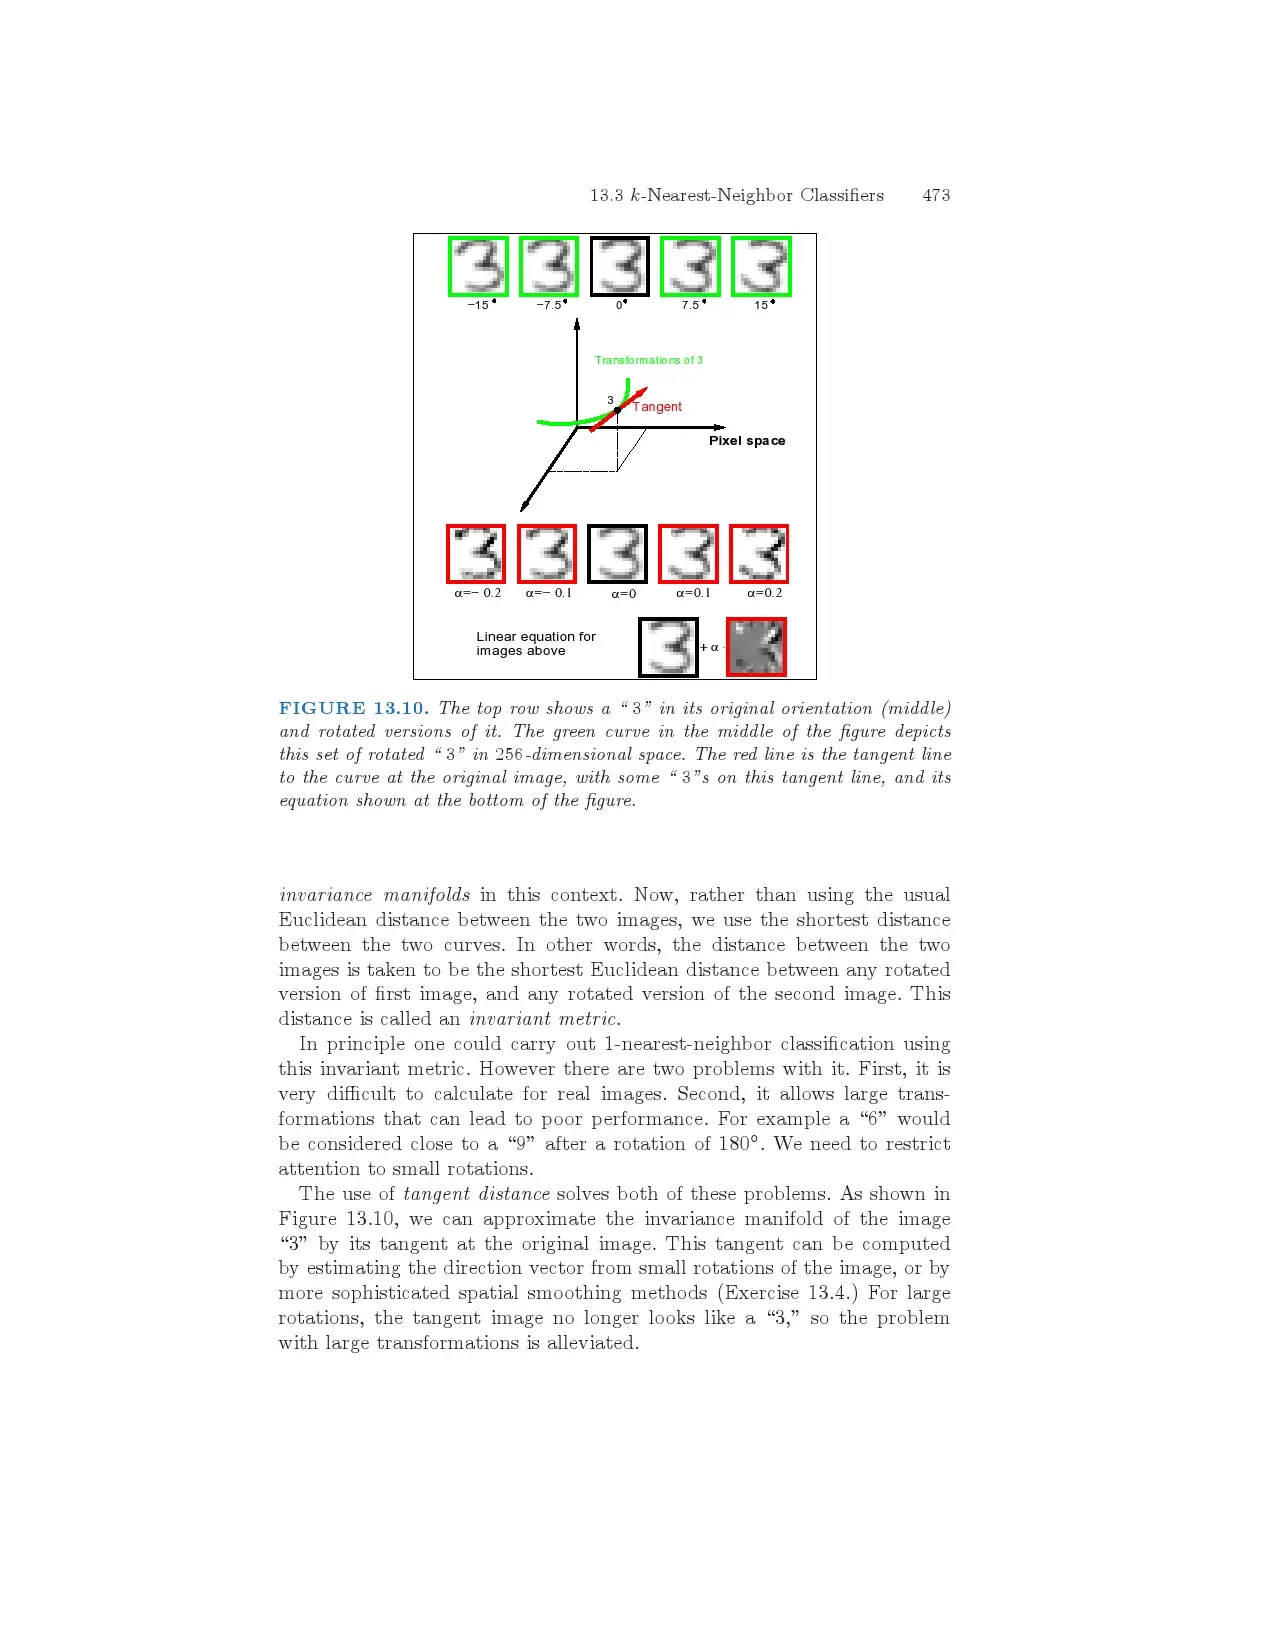 13.3 k-Nearest-Neighbor Classifiers 473
−15° −7.5° 0° 7.5° 15°
Transformations of 3
3
Tangent
Pixel space
α=− 0.2 α=− 0.1 α=0 α=0.1 α=0.2
Linear equation for
images above
+ α ·
FIGURE 13.10. The top row shows a “3” in its original orientation (middle)
and rotated versions of it. The green curve in the middle of the figure depicts
this set of rotated “3” in 256-dimensional space. The red line is the tangent line
to the curve at the original image, with some “3”s on this tangent line, and its
equation shown at the bottom of the figure.
invariance manifolds in this context. Now, rather than using the usual
Euclidean distance between the two images, we use the shortest distance
between the two curves. In other words, the distance between the two
images is taken to be the shortest Euclidean distance between any rotated
version of first image, and any rotated version of the second image. This
distance is called an invariant metric.
In principle one could carry out 1-nearest-neighbor classification using
this invariant metric. However there are two problems with it. First, it is
very difficult to calculate for real images. Second, it allows large trans-
formations that can lead to poor performance. For example a “6” would
be considered close to a “9” after a rotation of 180°. We need to restrict
attention to small rotations.
The use of tangent distance solves both of these problems. As shown in
Figure 13.10, we can approximate the invariance manifold of the image
“3” by its tangent at the original image. This tangent can be computed
by estimating the direction vector from small rotations of the image, or by
more sophisticated spatial smoothing methods (Exercise 13.4.) For large
rotations, the tangent image no longer looks like a “3,” so the problem
with large transformations is alleviated.